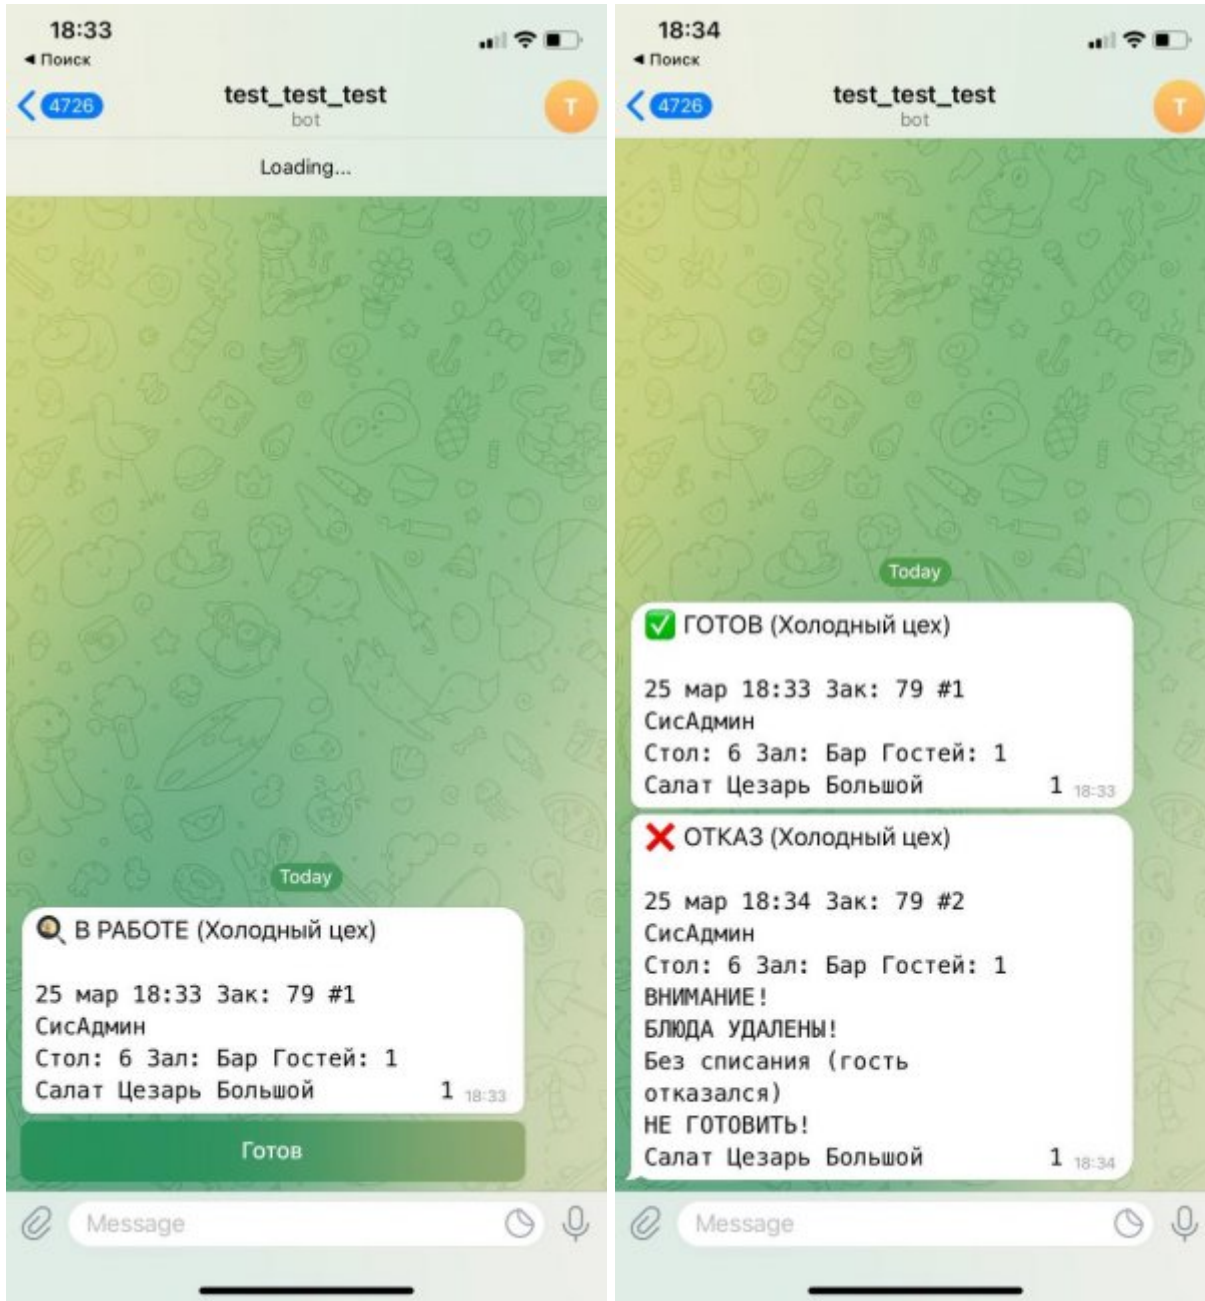 18:33
◄ Поиск
4726
test_test_test
bot
T
Loading...
Today
В РАБОТЕ (Холодный цех)
25 мар 18:33 Зак: 79 #1
СисАдмин
Стол: 6 Зал: Бар Гостей: 1
Салат Цезарь Большой 1 18:33
Готов
Message
18:34
◄ Поиск
4726
test_test_test
bot
T
Today
✅ ГОТОВ (Холодный цех)
25 мар 18:33 Зак: 79 #1
СисАдмин
Стол: 6 Зал: Бар Гостей: 1
Салат Цезарь Большой 1 18:33
❌ ОТКАЗ (Холодный цех)
25 мар 18:34 Зак: 79 #2
СисАдмин
Стол: 6 Зал: Бар Гостей: 1
ВНИМАНИЕ!
БЛЮДА УДАЛЕНЫ!
Без списания (гость
отказался)
НЕ ГОТОВИТЬ!
Салат Цезарь Большой 1 18:34
Message